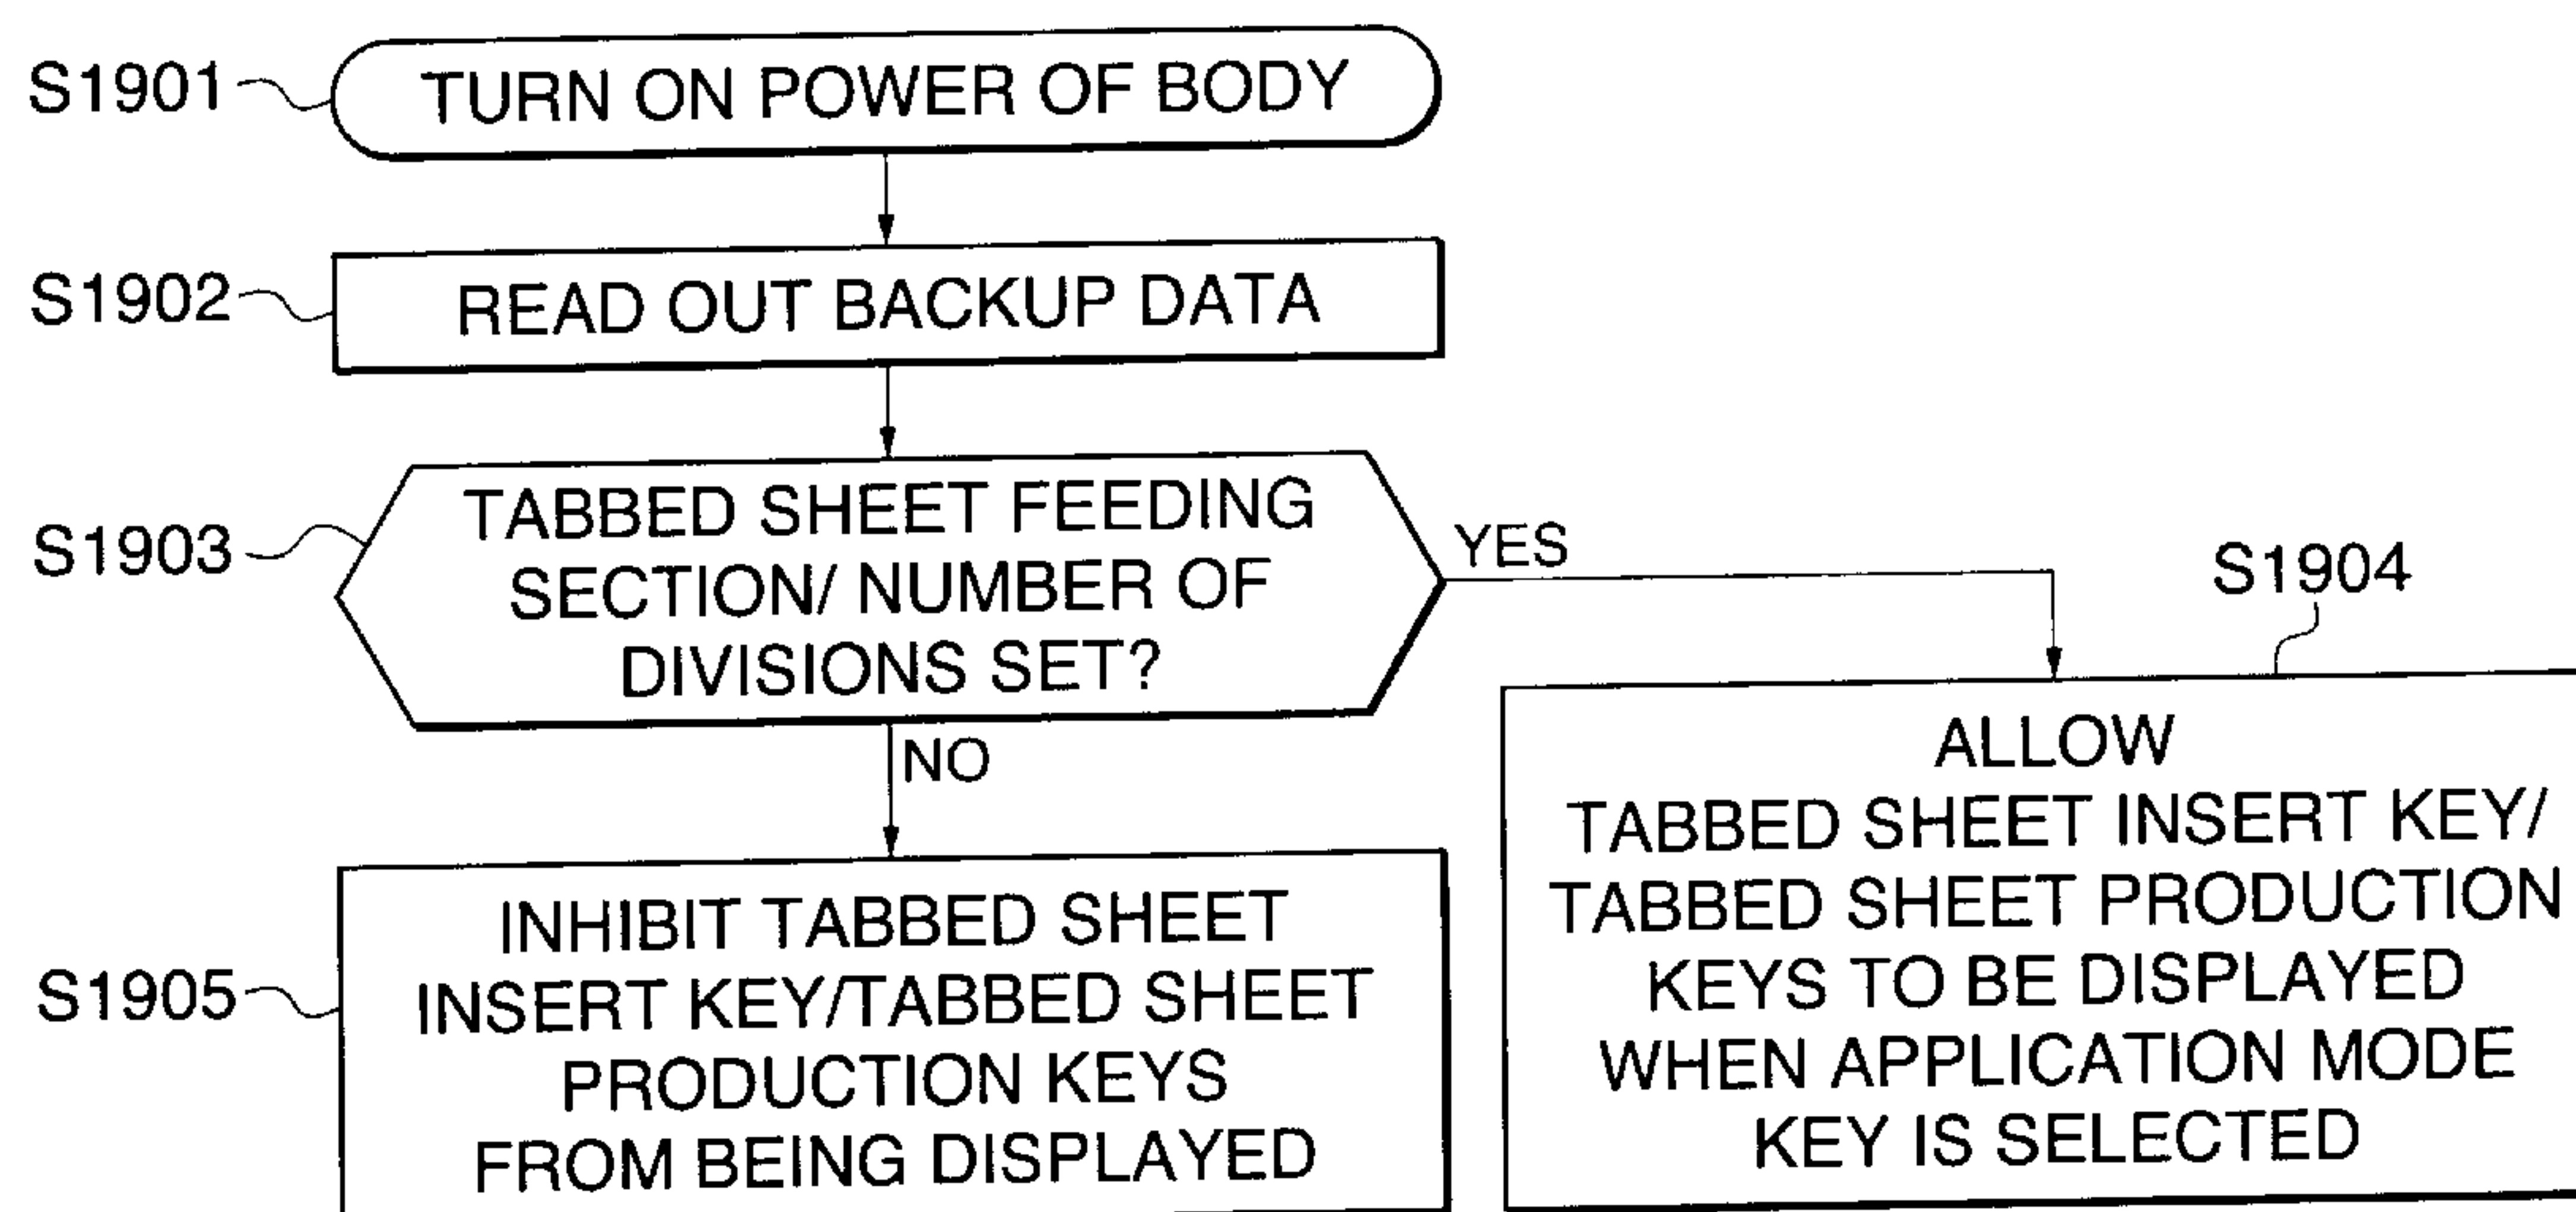 S1901
TURN ON POWER OF BODY
S1902
READ OUT BACKUP DATA
S1903
TABBED SHEET FEEDING
SECTION/ NUMBER OF
DIVISIONS SET?
YES
NO
S1904
ALLOW
TABBED SHEET INSERT KEY/
TABBED SHEET PRODUCTION
KEYS TO BE DISPLAYED
WHEN APPLICATION MODE
KEY IS SELECTED
S1905
INHIBIT TABBED SHEET
INSERT KEY/TABBED SHEET
PRODUCTION KEYS
FROM BEING DISPLAYED